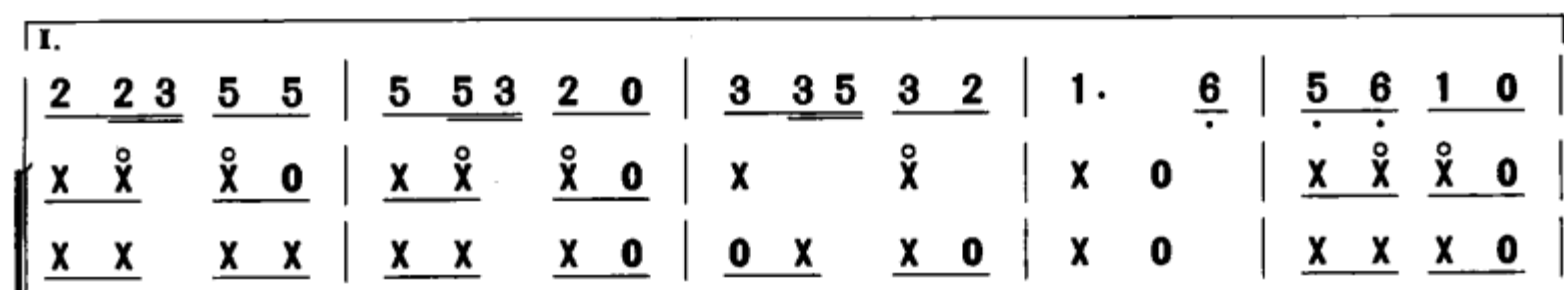 I.
2 2 3 5 5 | 5 5 3 2 0 | 3 3 5 3 2 | 1. 6̣ | 5̣ 6̣ 1 0 |
X X̊ X̊ 0 | X X̊ X̊ 0 | X X̊ | X 0 | X X̊ X̊ 0 |
X X X X | X X X 0 | 0 X X 0 | X 0 | X X X 0 |